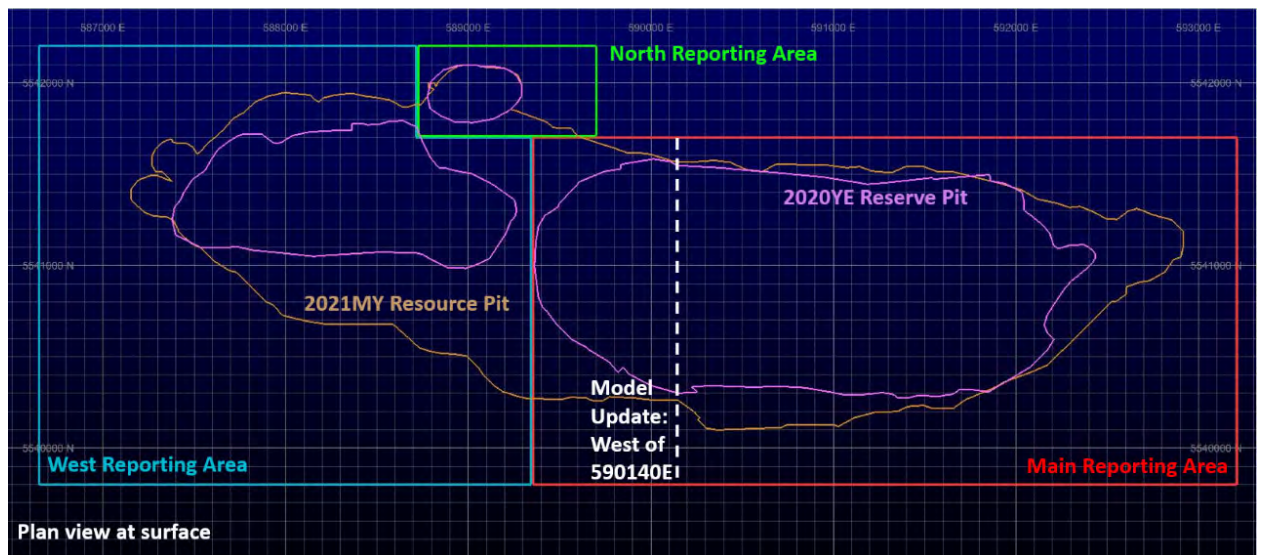 587000 E 588000 E 589000 E 590000 E 591000 E 592000 E 593000 E
North Reporting Area
5542000 N 5542000 N
2020YE Reserve Pit
5541000 N 5541000 N
2021MY Resource Pit
Model
Update:
West of
590140E
5540000 N 5540000 N
West Reporting Area
Main Reporting Area
Plan view at surface